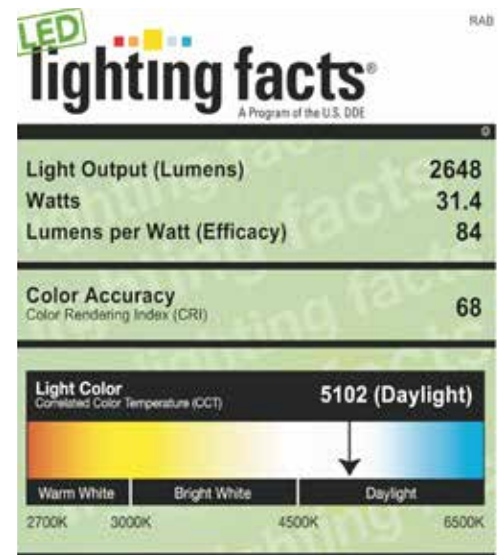 RAB
LED
lighting facts®
A Program of the U.S. DOE
Light Output (Lumens) 2648
Watts 31.4
Lumens per Watt (Efficacy) 84
Color Accuracy 68
Color Rendering Index (CRI)
Light Color 5102 (Daylight)
Correlated Color Temperature (CCT)
Warm White Bright White Daylight
2700K 3000K 4500K 6500K